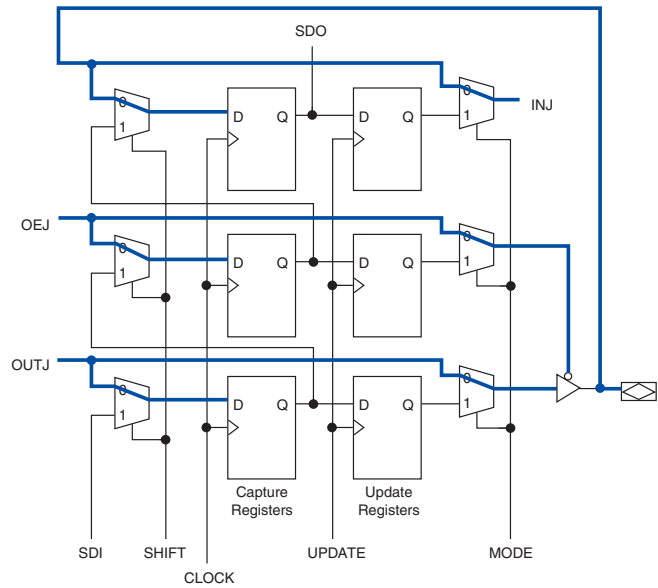 SDO
0
1
D Q
D Q
0
1
INJ
OEJ
0
1
D Q
D Q
0
1
OUTJ
0
1
D Q
D Q
0
1
Capture
Registers
Update
Registers
SDI
SHIFT
CLOCK
UPDATE
MODE